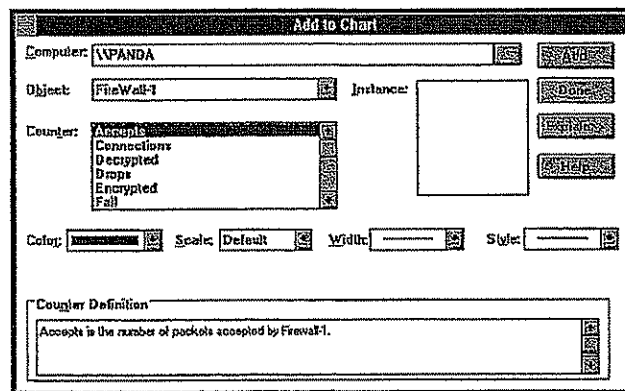 Add to Chart
Computer: \\PANDA
Add
Object: FireWall-1
Instance:
Done
Counter: Accepts
Connections
Decrypted
Drops
Encrypted
Fail
Explain
Help
Color:
Scale: Default
Width:
Style:
Counter Definition
Accepts is the number of packets accepted by Firewall-1.